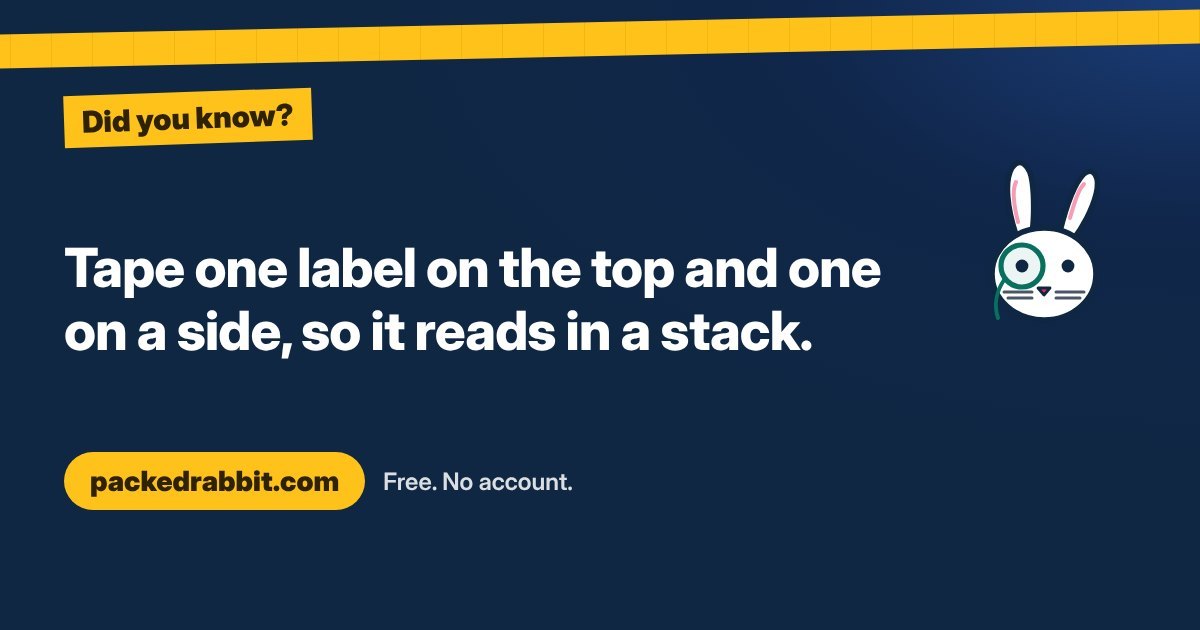 Did you know?
Tape one label on the top and one
on a side, so it reads in a stack.
packedrabbit.com
Free. No account.